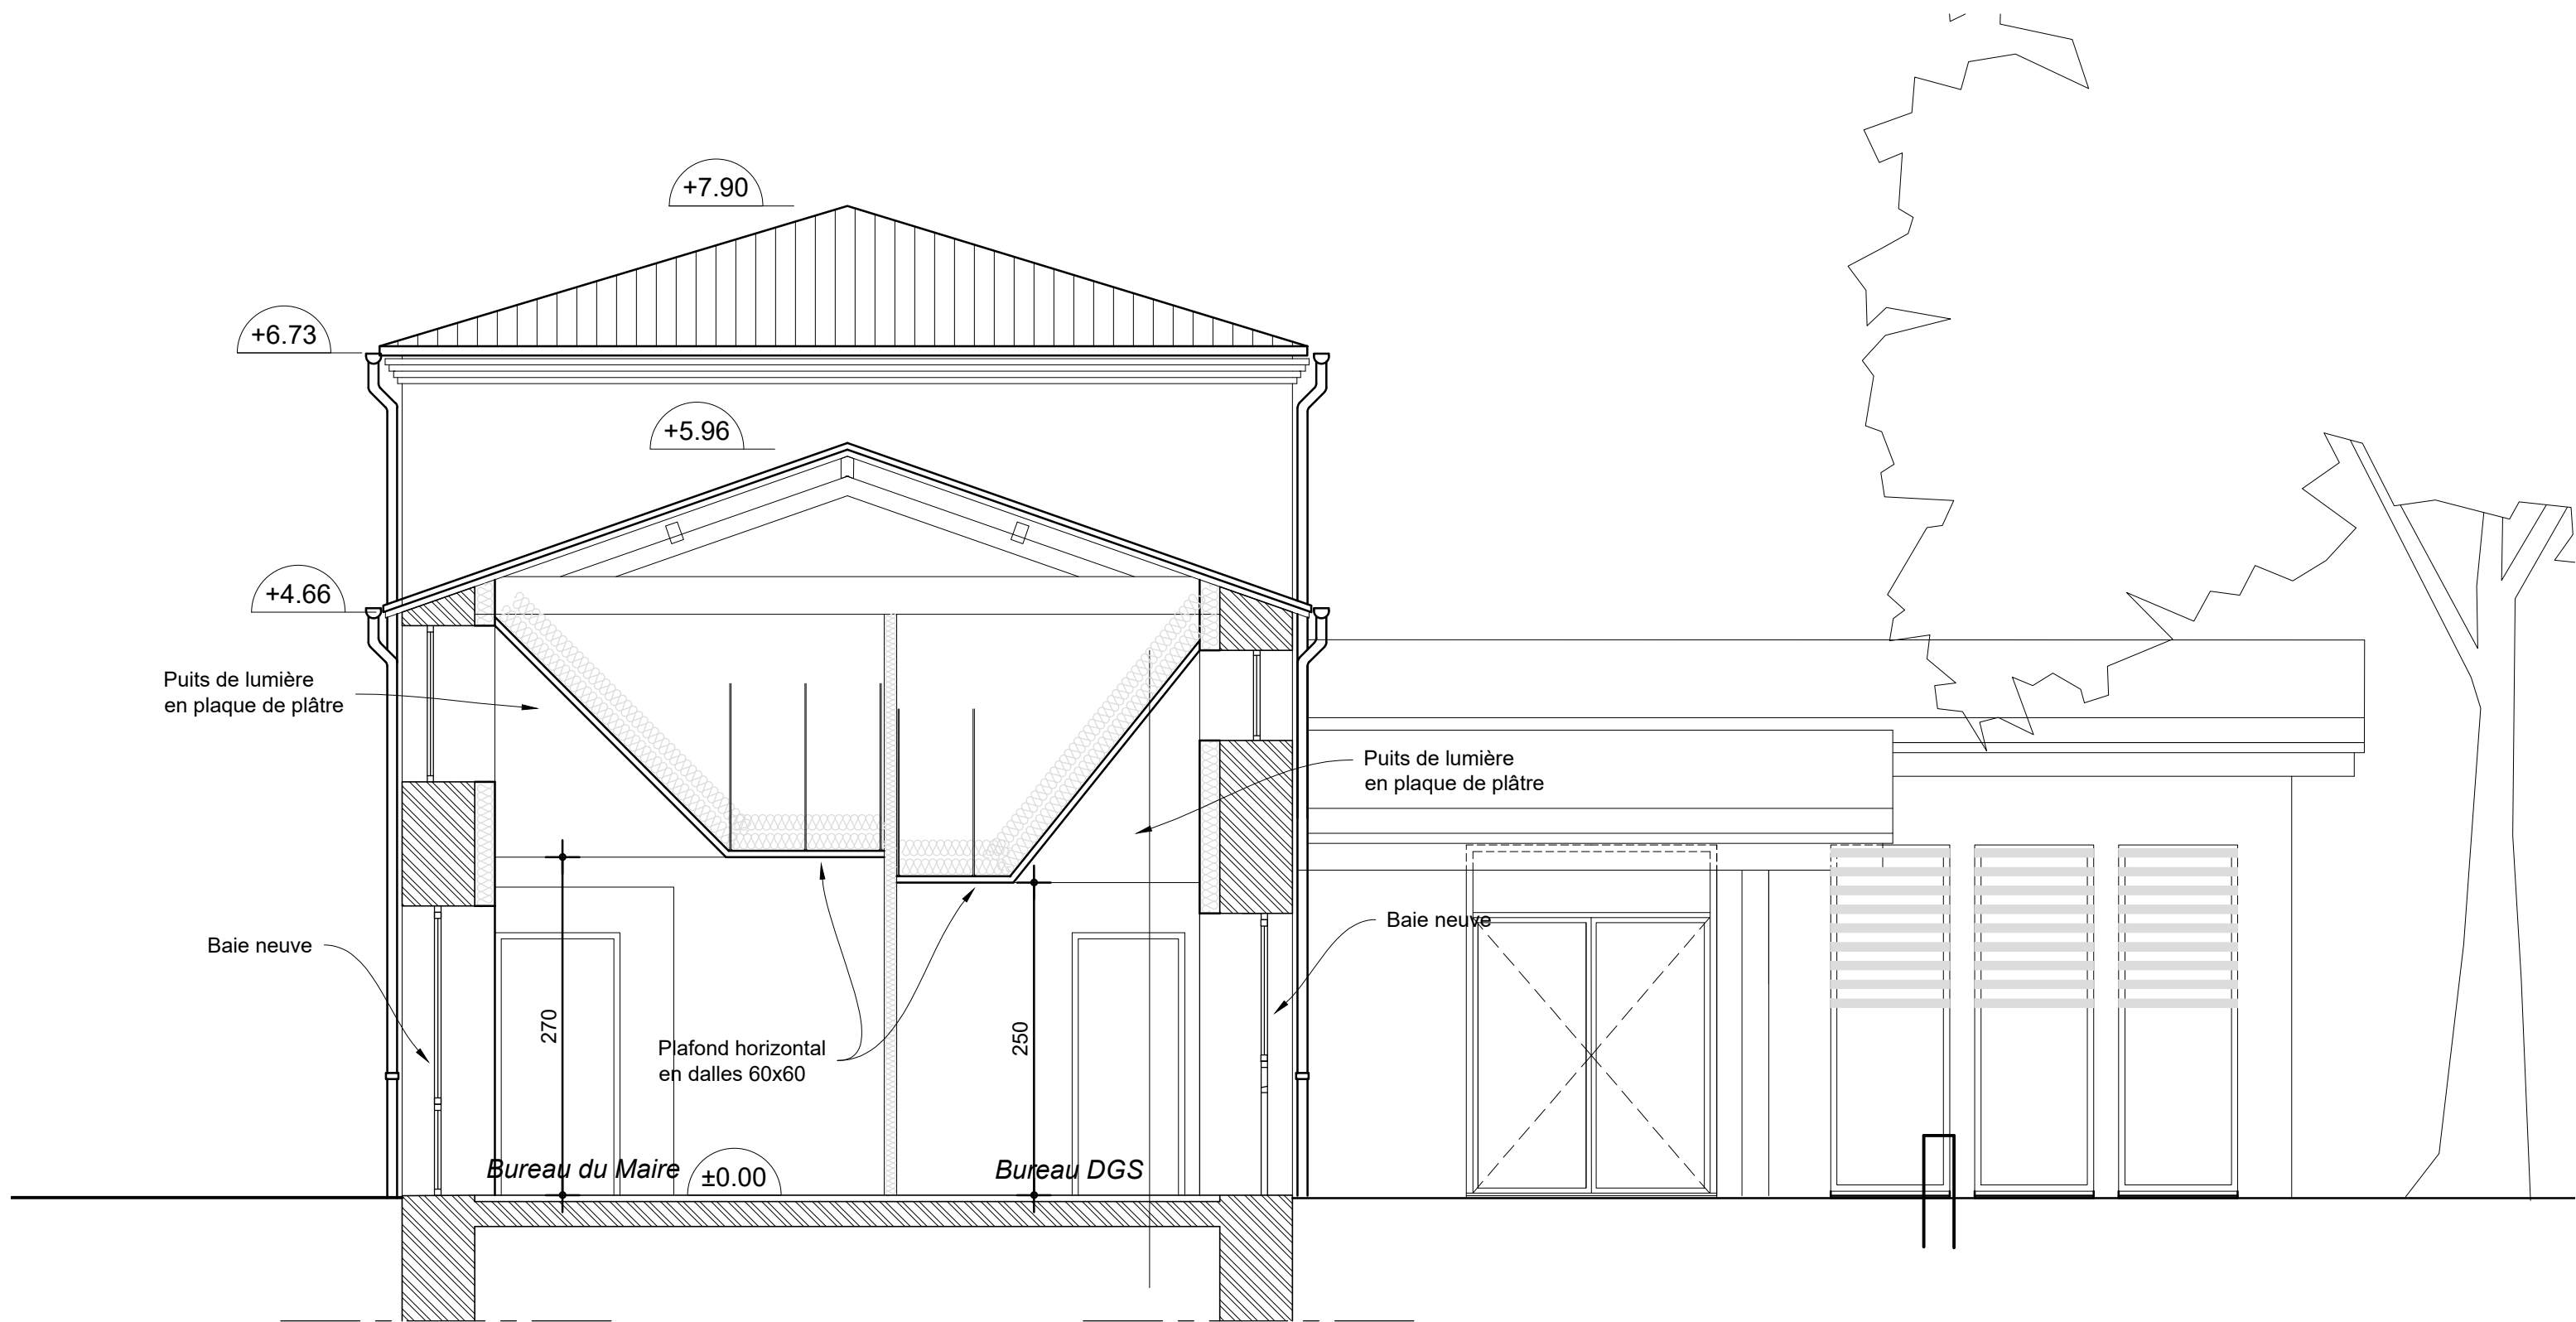 +7.90
+6.73
+5.96
+4.66
Puits de lumière
en plaque de plâtre
Puits de lumière
en plaque de plâtre
Baie neuve
Baie neuve
270
250
Plafond horizontal
en dalles 60x60
Bureau du Maire
±0.00
Bureau DGS